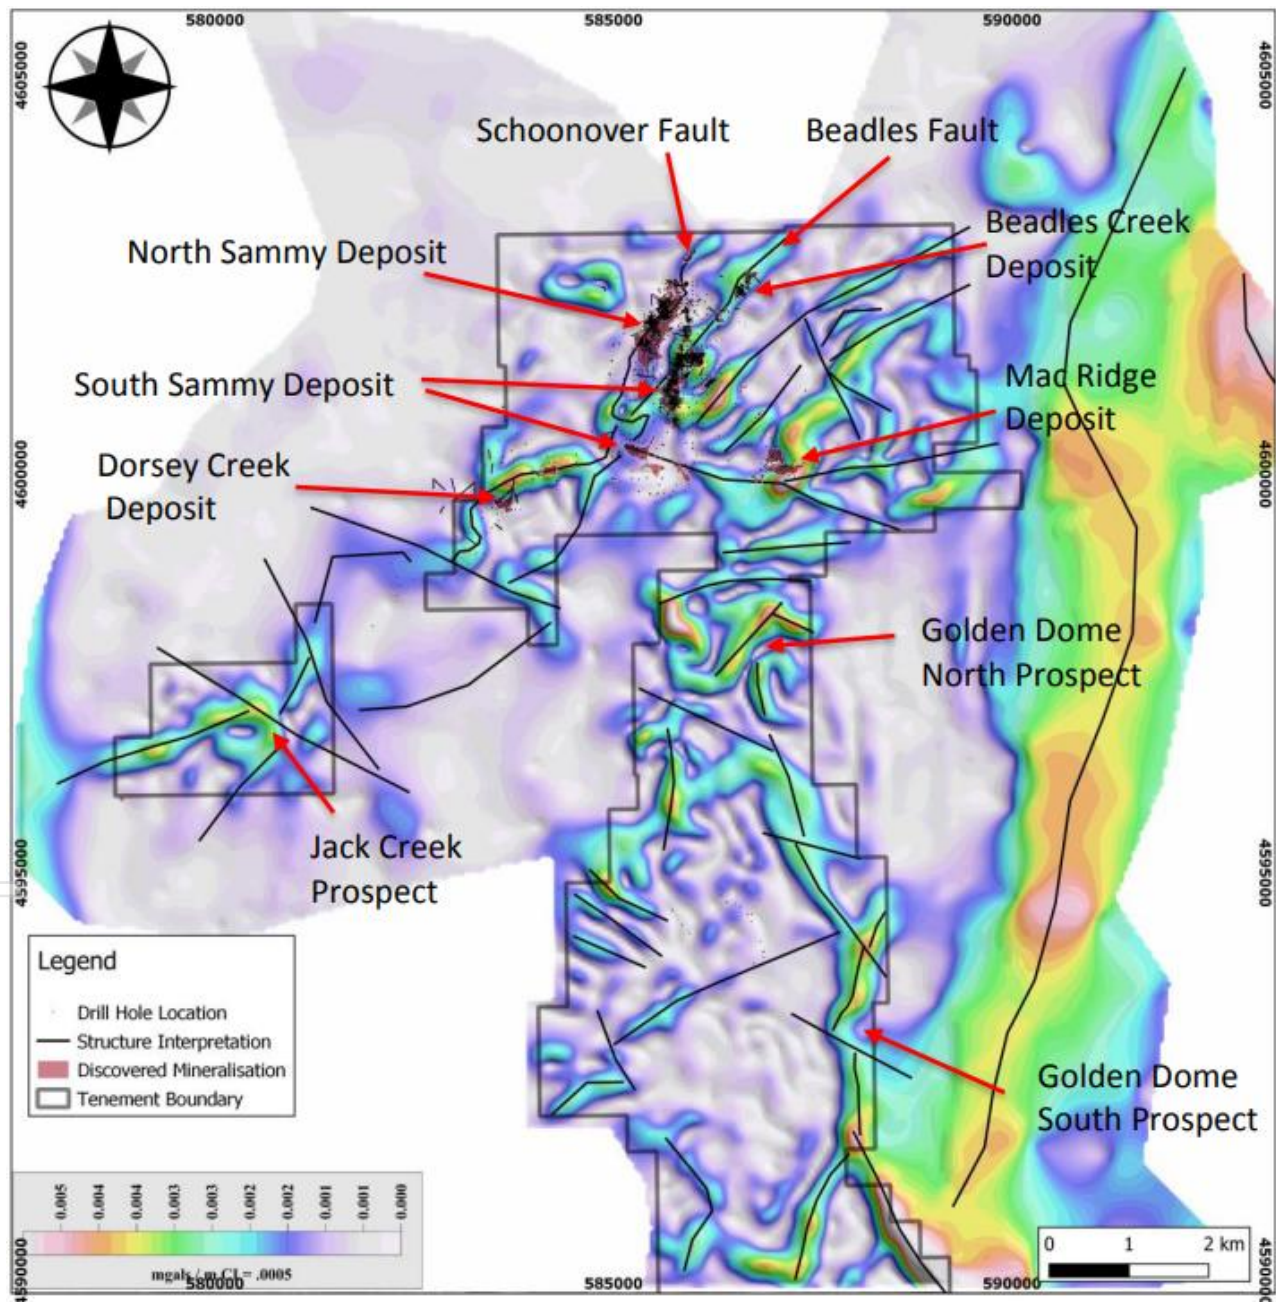 580000 585000 590000
4605000 4605000
Schoonover Fault
Beadles Fault
Beadles Creek
Deposit
North Sammy Deposit
South Sammy Deposit
Mac Ridge
Deposit
Dorsey Creek
Deposit
4600000 4600000
Golden Dome
North Prospect
Jack Creek
Prospect
4595000 4595000
Legend
Drill Hole Location
Structure Interpretation
Discovered Mineralisation
Tenement Boundary
Golden Dome
South Prospect
0.005 0.004 0.004 0.003 0.003 0.002 0.002 0.001 0.001 0.000
mgals / m CI = .0005
0 1 2 km
4590000 4590000
580000 585000 590000